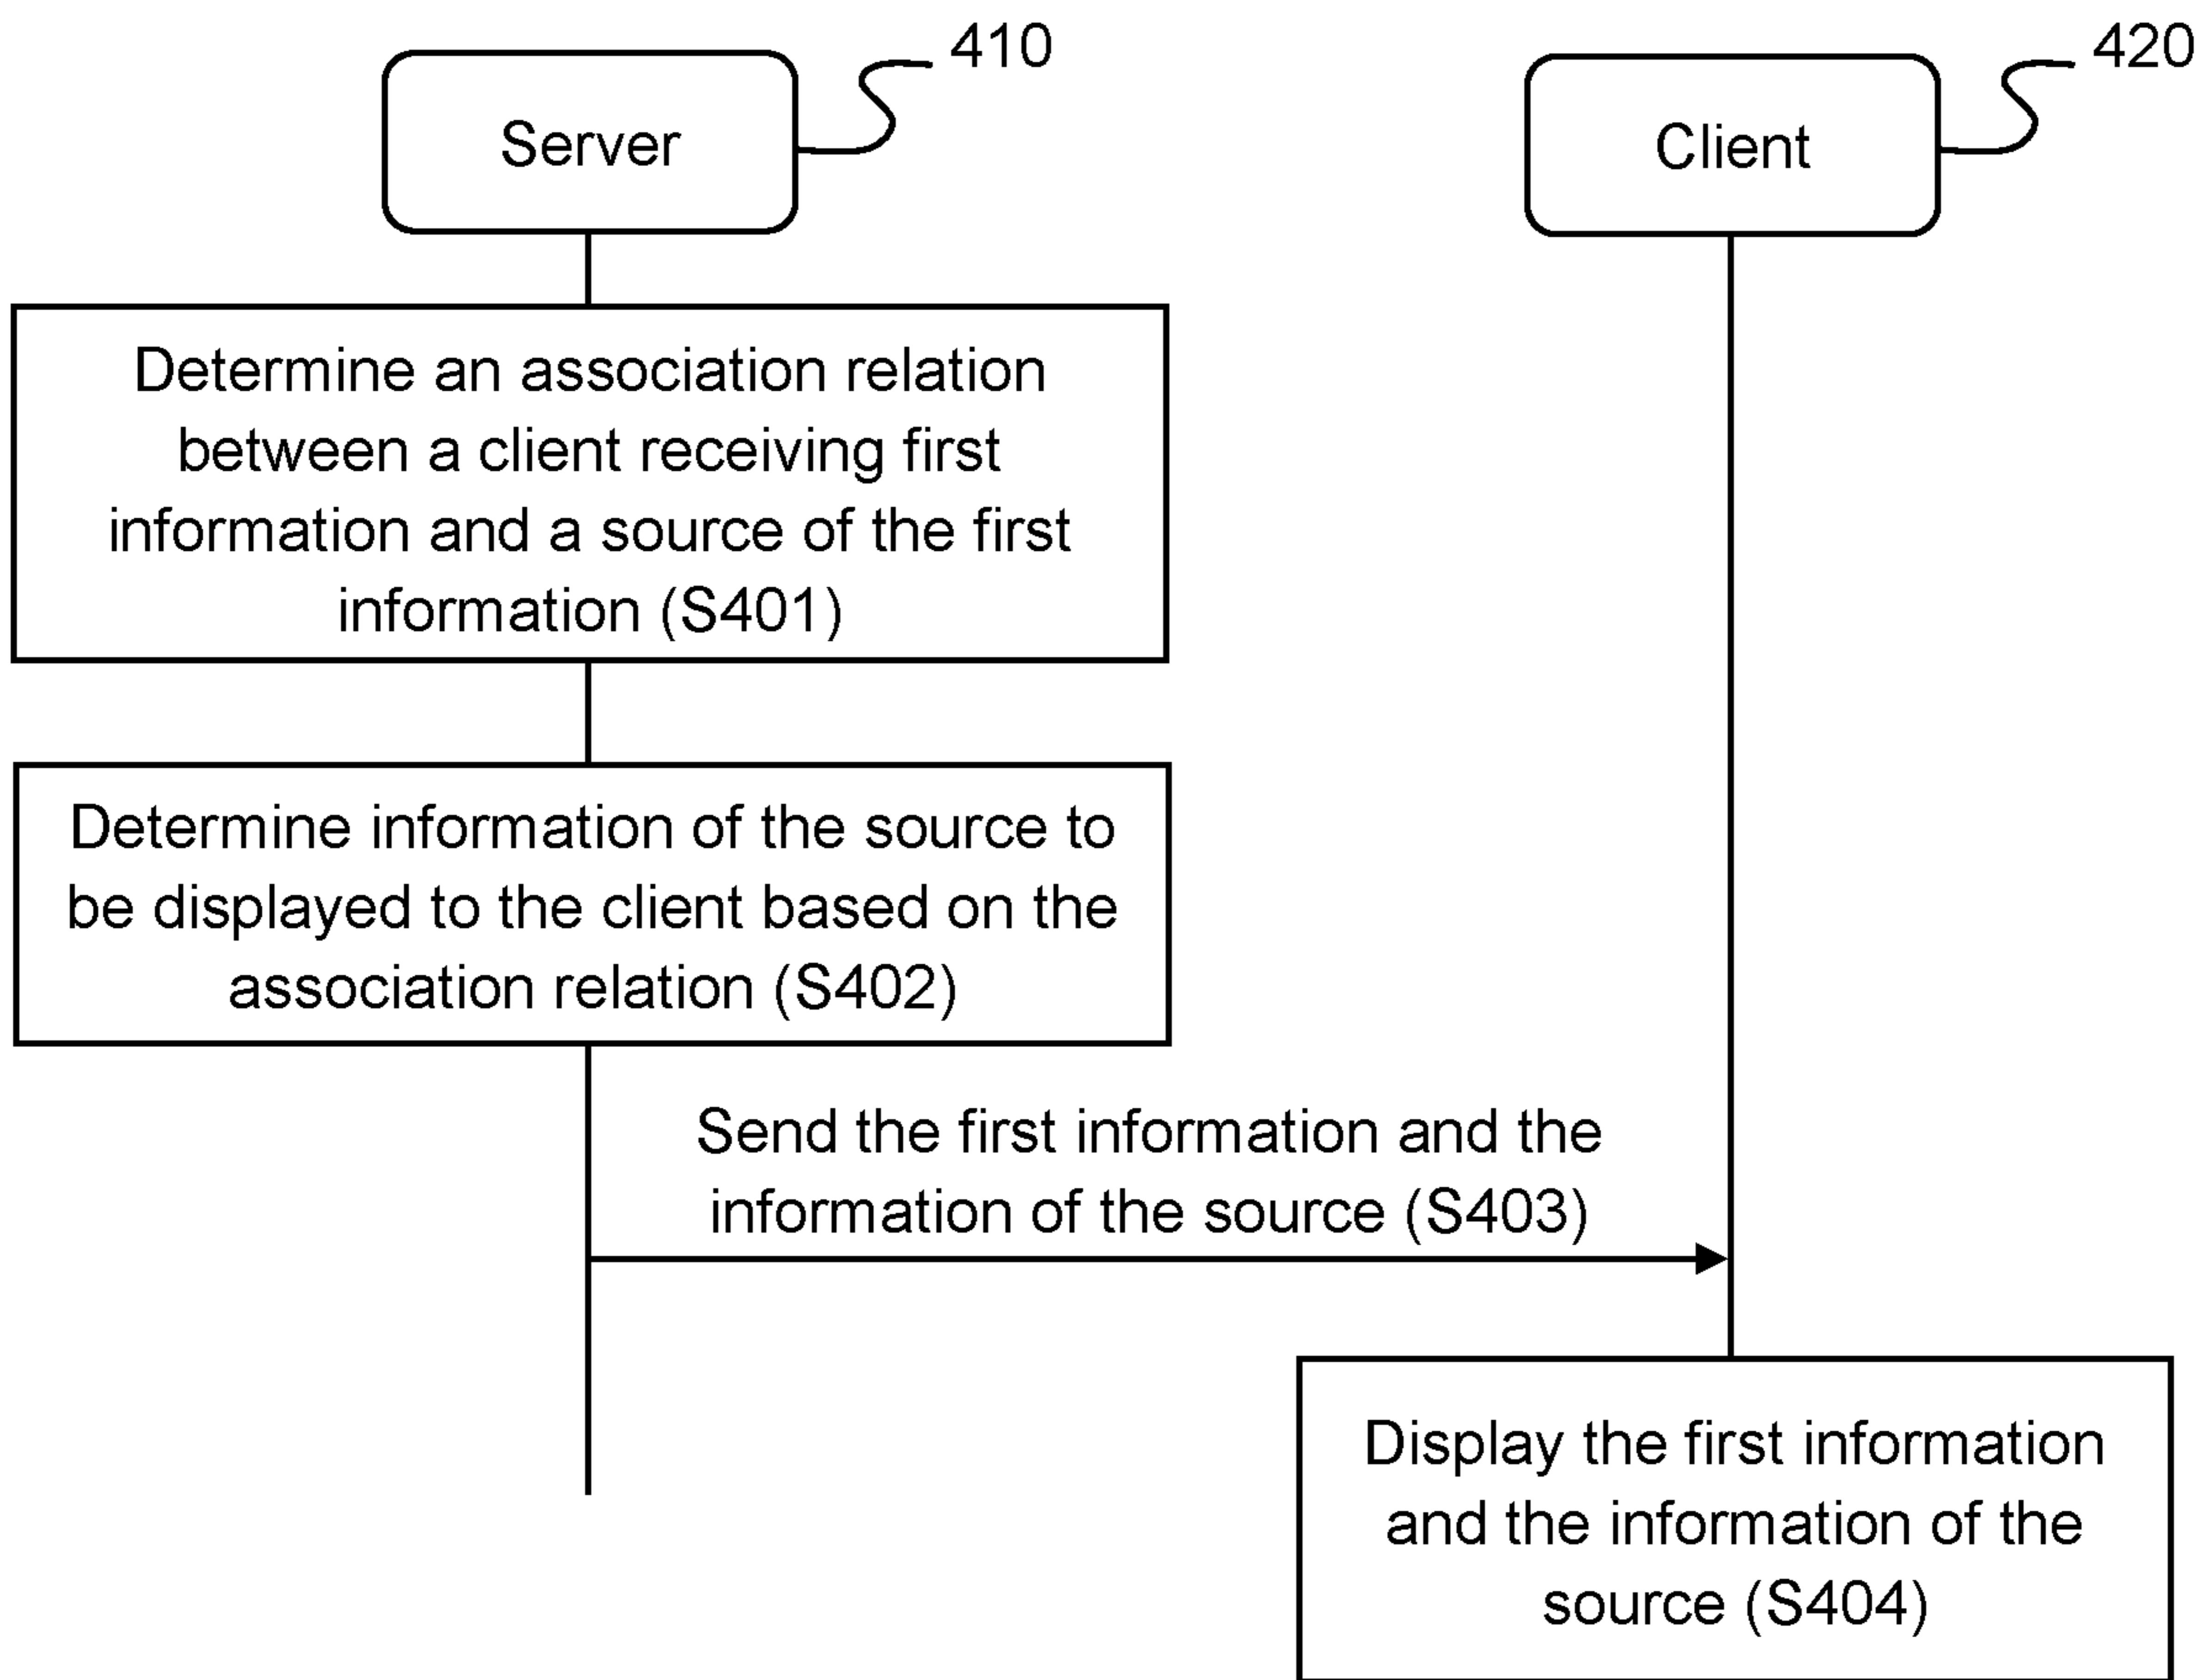 410
Server
420
Client
Determine an association relation
between a client receiving first
information and a source of the first
information (S401)
Determine information of the source to
be displayed to the client based on the
association relation (S402)
Send the first information and the
information of the source (S403)
Display the first information
and the information of the
source (S404)